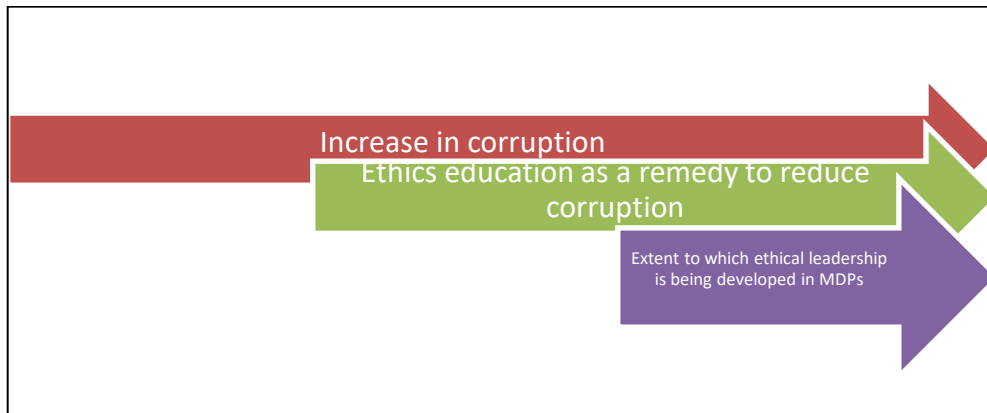 Increase in corruption
Ethics education as a remedy to reduce
corruption
Extent to which ethical leadership
is being developed in MDPs